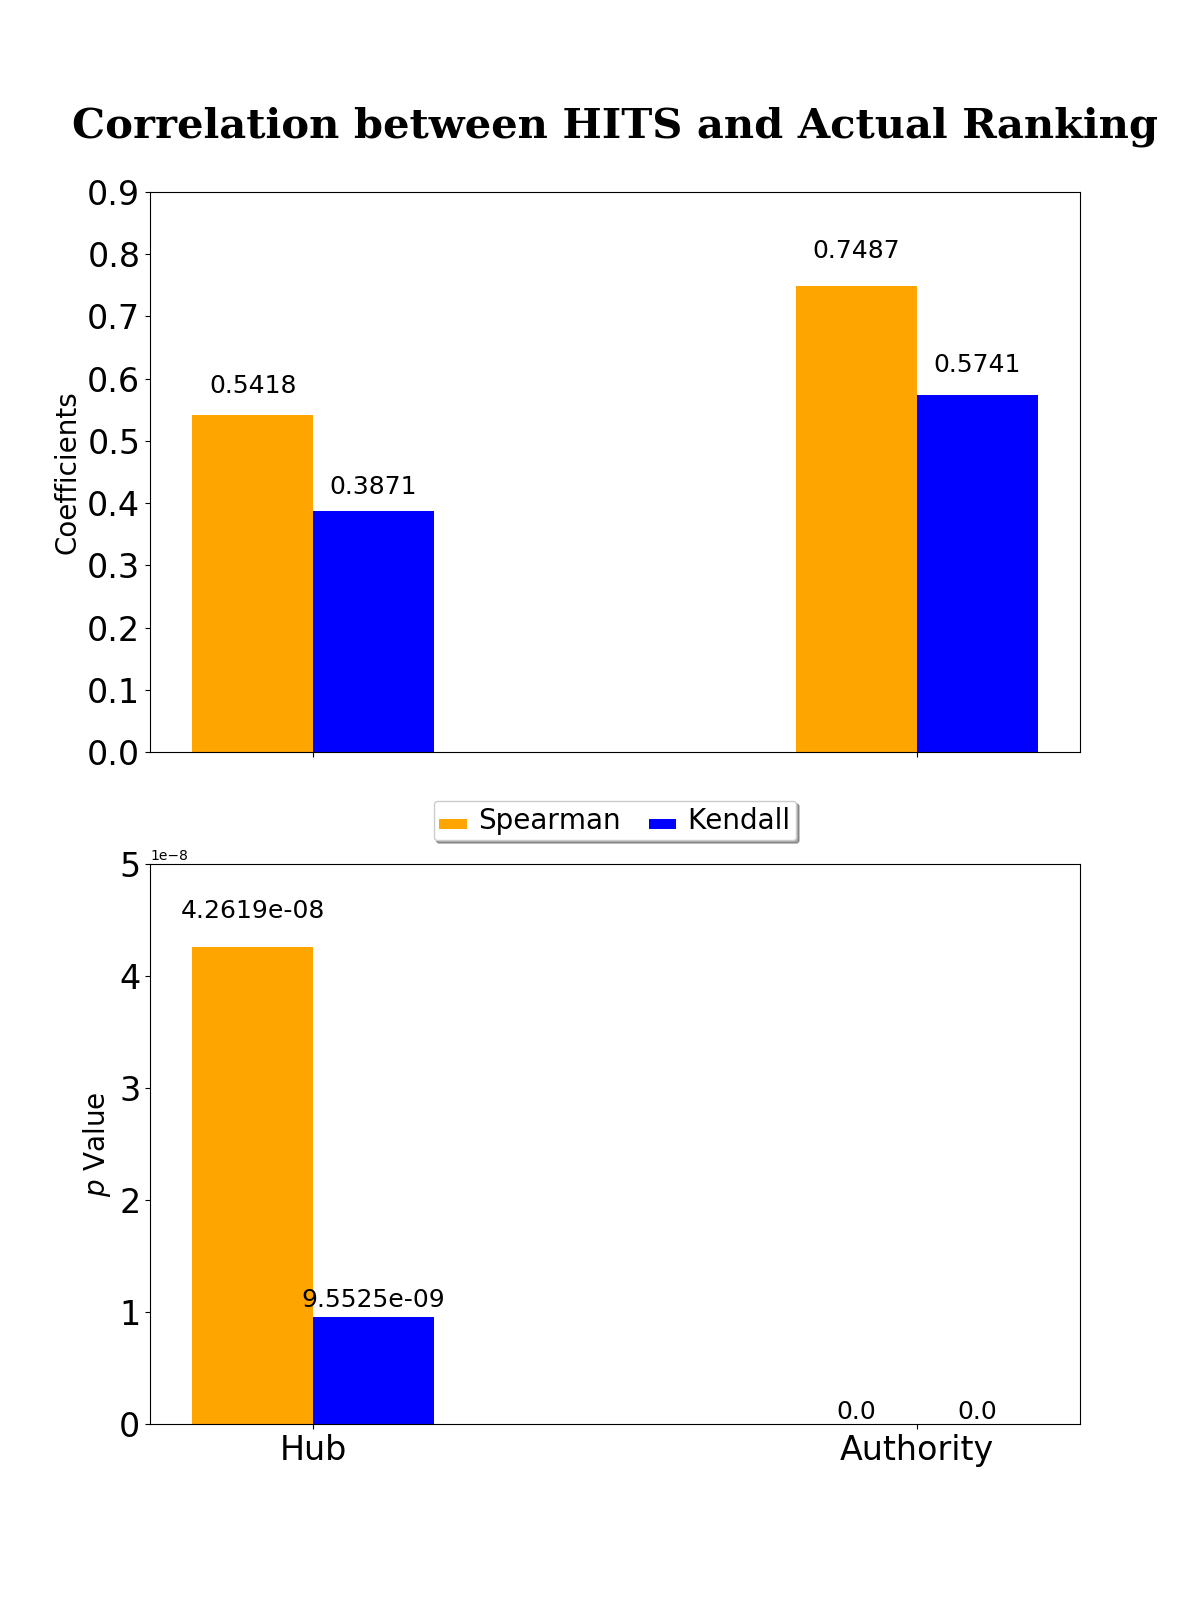 Correlation between HITS and Actual Ranking
0.9
0.8
0.7
0.6
0.5
0.4
0.3
0.2
0.1
0.0
Coefficients
0.5418
0.3871
0.7487
0.5741
Spearman Kendall
1e−8
5
4
3
2
1
0
p Value
4.2619e-08
9.5525e-09
0.0 0.0
Hub Authority